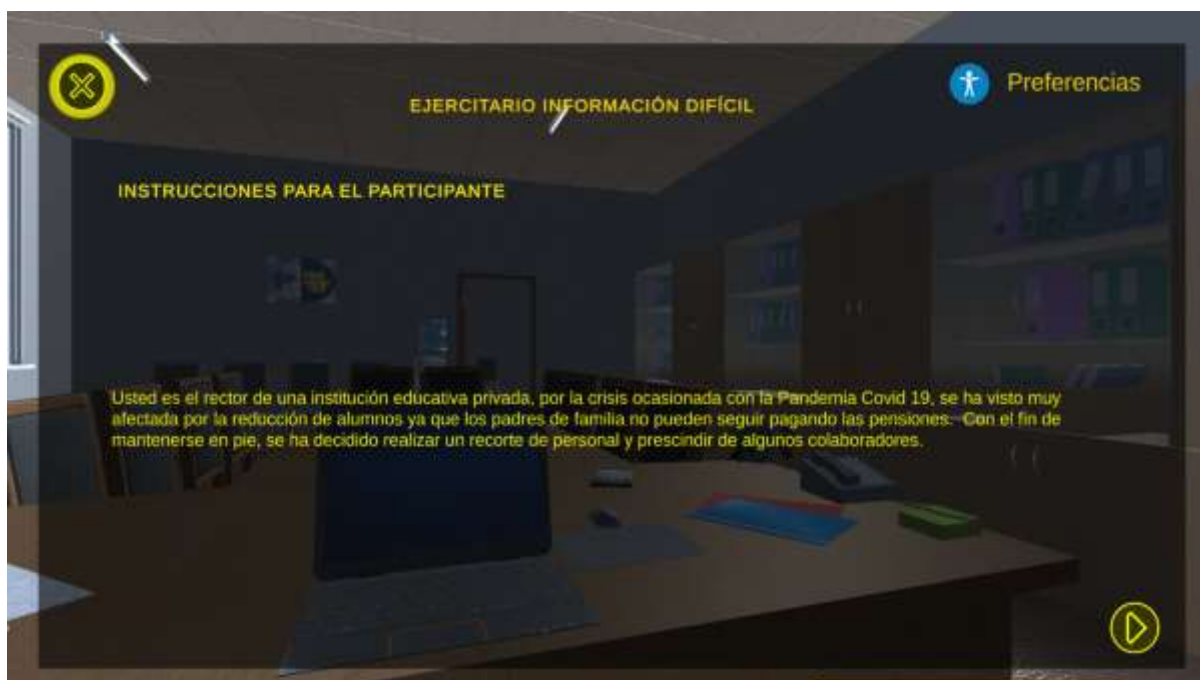 Preferencias
EJERCITARIO INFORMACIÓN DIFÍCIL
INSTRUCCIONES PARA EL PARTICIPANTE
Usted es el rector de una institución educativa privada, por la crisis ocasionada con la Pandemia Covid 19, se ha visto muy
afectada por la reducción de alumnos ya que los padres de familia no pueden seguir pagando las pensiones. Con el fin de
mantenerse en pie, se ha decidido realizar un recorte de personal y prescindir de algunos colaboradores.